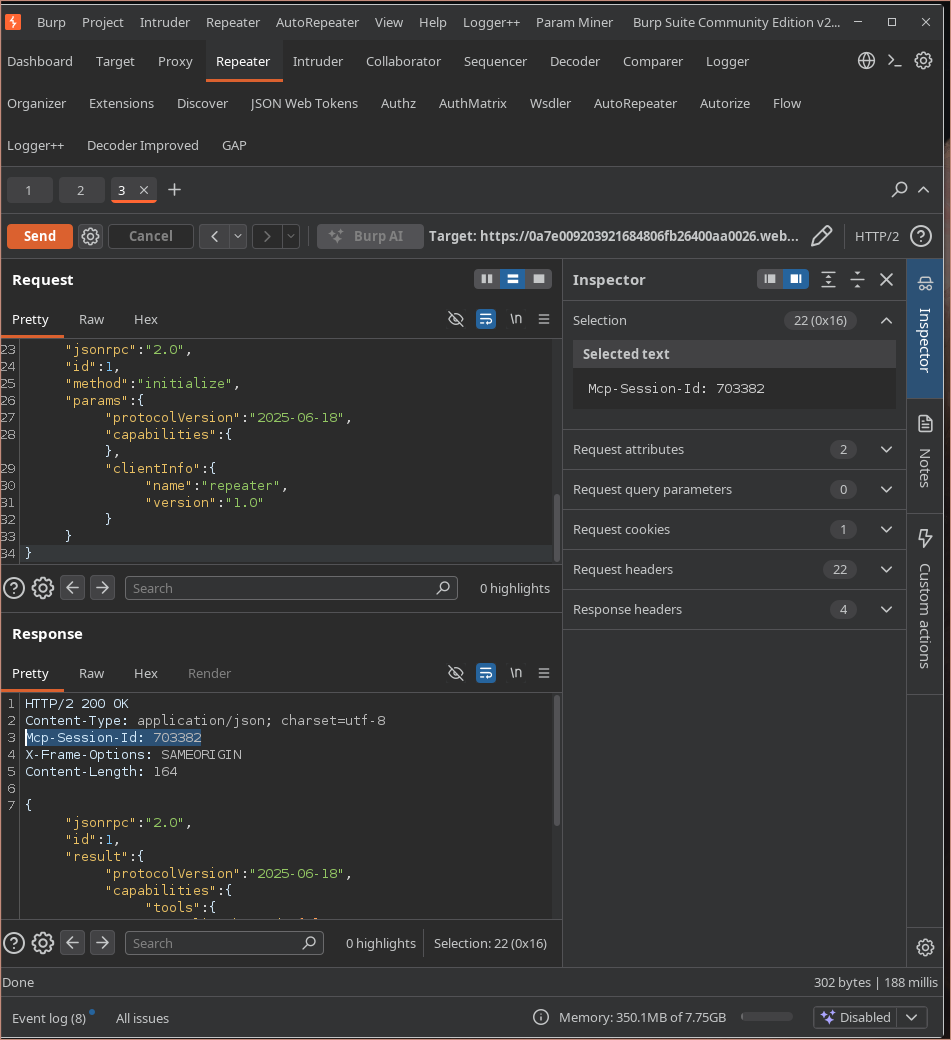 Burp Project Intruder Repeater AutoRepeater View Help Logger++ Param Miner Burp Suite Community Edition v2...
Dashboard Target Proxy Repeater Intruder Collaborator Sequencer Decoder Comparer Logger
Organizer Extensions Discover JSON Web Tokens Authz AuthMatrix Wsdler AutoRepeater Autorize Flow
Logger++ Decoder Improved GAP
1 2 3
Send Cancel Burp AI Target: https://0a7e009203921684806fb26400aa0026.web... HTTP/2
Request
Pretty Raw Hex \n
23 "jsonrpc":"2.0",
24 "id":1,
25 "method":"initialize",
26 "params":{
27 "protocolVersion":"2025-06-18",
28 "capabilities":{
},
29 "clientInfo":{
30 "name":"repeater",
31 "version":"1.0"
32 }
33 }
34 }
Search 0 highlights
Response
Pretty Raw Hex Render \n
1 HTTP/2 200 OK
2 Content-Type: application/json; charset=utf-8
3 Mcp-Session-Id: 703382
4 X-Frame-Options: SAMEORIGIN
5 Content-Length: 164
6
7 {
"jsonrpc":"2.0",
"id":1,
"result":{
"protocolVersion":"2025-06-18",
"capabilities":{
"tools":{
Search 0 highlights Selection: 22 (0x16)
Inspector
Selection 22 (0x16)
Selected text
Mcp-Session-Id: 703382
Request attributes 2
Request query parameters 0
Request cookies 1
Request headers 22
Response headers 4
Inspector
Notes
Custom actions
Done 302 bytes | 188 millis
Event log (8) All issues Memory: 350.1MB of 7.75GB Disabled